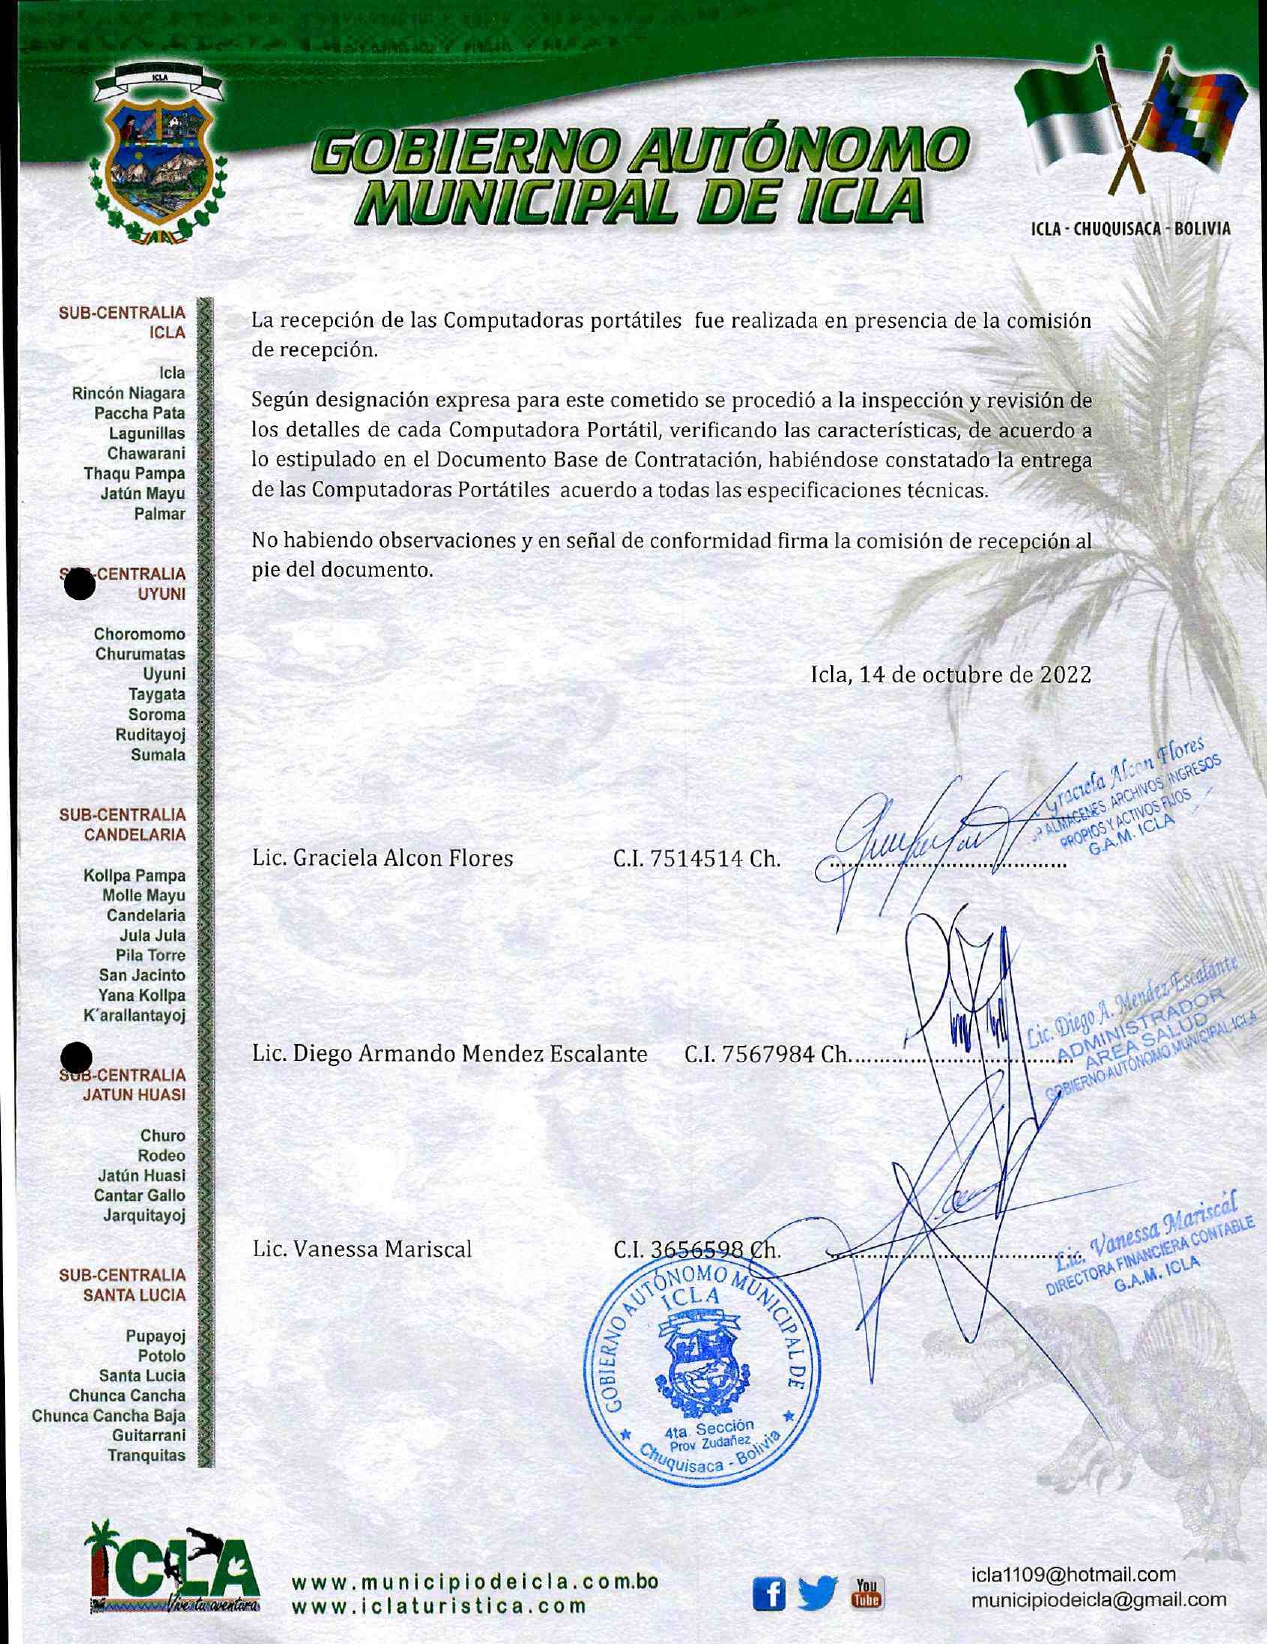 ICLA
GOBIERNO AUTÓNOMO
MUNICIPAL DE ICLA
ICLA - CHUQUISACA - BOLIVIA
SUB-CENTRALIA
ICLA
Icla
Rincón Niagara
Paccha Pata
Lagunillas
Chawarani
Thaqu Pampa
Jatún Mayu
Palmar
-CENTRALIA
UYUNI
Choromomo
Churumatas
Uyuni
Taygata
Soroma
Ruditayoj
Sumala
SUB-CENTRALIA
CANDELARIA
Kollpa Pampa
Molle Mayu
Candelaria
Jula Jula
Pila Torre
San Jacinto
Yana Kollpa
K´arallantayoj
SUB-CENTRALIA
JATUN HUASI
Churo
Rodeo
Jatún Huasi
Cantar Gallo
Jarquitayoj
SUB-CENTRALIA
SANTA LUCIA
Pupayoj
Potolo
Santa Lucia
Chunca Cancha
Chunca Cancha Baja
Guitarrani
Tranquitas
La recepción de las Computadoras portátiles fue realizada en presencia de la comisión
de recepción.
Según designación expresa para este cometido se procedió a la inspección y revisión de
los detalles de cada Computadora Portátil, verificando las características, de acuerdo a
lo estipulado en el Documento Base de Contratación, habiéndose constatado la entrega
de las Computadoras Portátiles acuerdo a todas las especificaciones técnicas.
No habiendo observaciones y en señal de conformidad firma la comisión de recepción al
pie del documento.
Icla, 14 de octubre de 2022
Lic. Graciela Alcon Flores C.I. 7514514 Ch. ....................................
Graciela Alcon Flores
ALMACENES, ARCHIVOS, INGRESOS
PROPIOS Y ACTIVOS FIJOS
G.A.M. ICLA
Lic. Diego Armando Mendez Escalante C.I. 7567984 Ch....................................
Lic. Diego A. Mendez Escalante
ADMINISTRADOR
AREA SALUD
GOBIERNO AUTÓNOMO MUNICIPAL ICLA
Lic. Vanessa Mariscal C.I. 3656598 Ch. ....................................
Lic. Vanessa Mariscál
DIRECTORA FINANCIERA CONTABLE
G.A.M. ICLA
GOBIERNO AUTÓNOMO MUNICIPAL DE
ICLA
4ta. Sección
Prov Zudañez
Chuquisaca - Bolivia
ICLA
Vive tu aventura
www.municipiodeicla.com.bo
www.iclaturistica.com
You
Tube
icla1109@hotmail.com
municipiodeicla@gmail.com